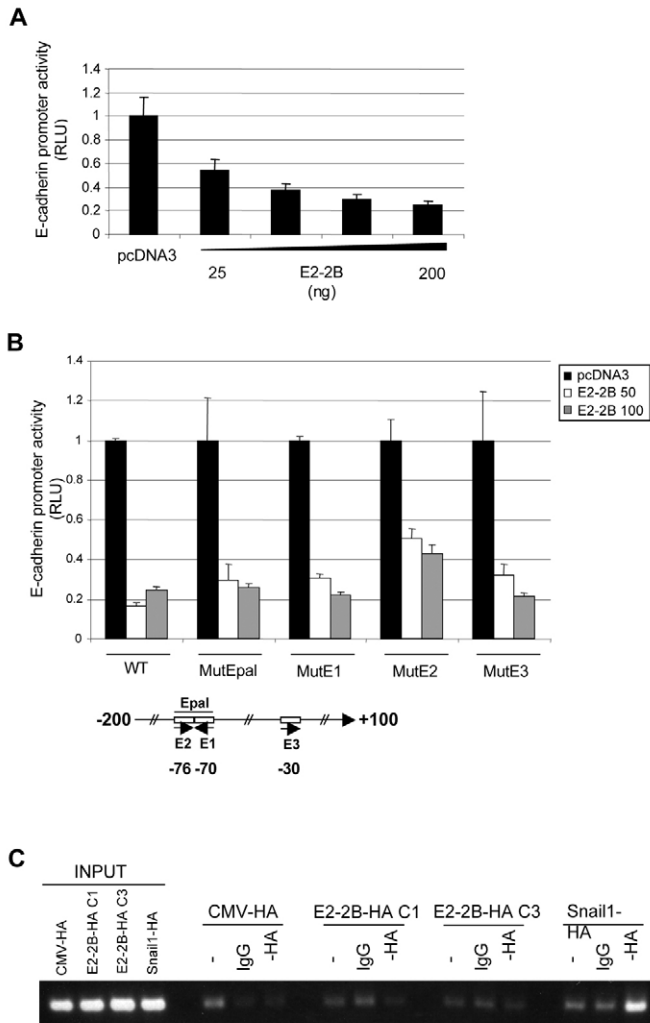 A
E-cadherin promoter activity
(RLU)
1.4
1.2
1
0.8
0.6
0.4
0.2
0
pcDNA3
25
E2-2B
(ng)
200
B
E-cadherin promoter activity
(RLU)
1.4
1.2
1
0.8
0.6
0.4
0.2
0
pcDNA3
E2-2B 50
E2-2B 100
WT
MutEpal
MutE1
MutE2
MutE3
Epal
-200 // // // +100
E2 E1 E3
-76 -70 -30
C
INPUT
CMV-HA
E2-2B-HA C1
E2-2B-HA C3
Snail1-HA
CMV-HA
- IgG -HA
E2-2B-HA C1
- IgG -HA
E2-2B-HA C3
- IgG -HA
Snail1-
HA
- IgG -HA